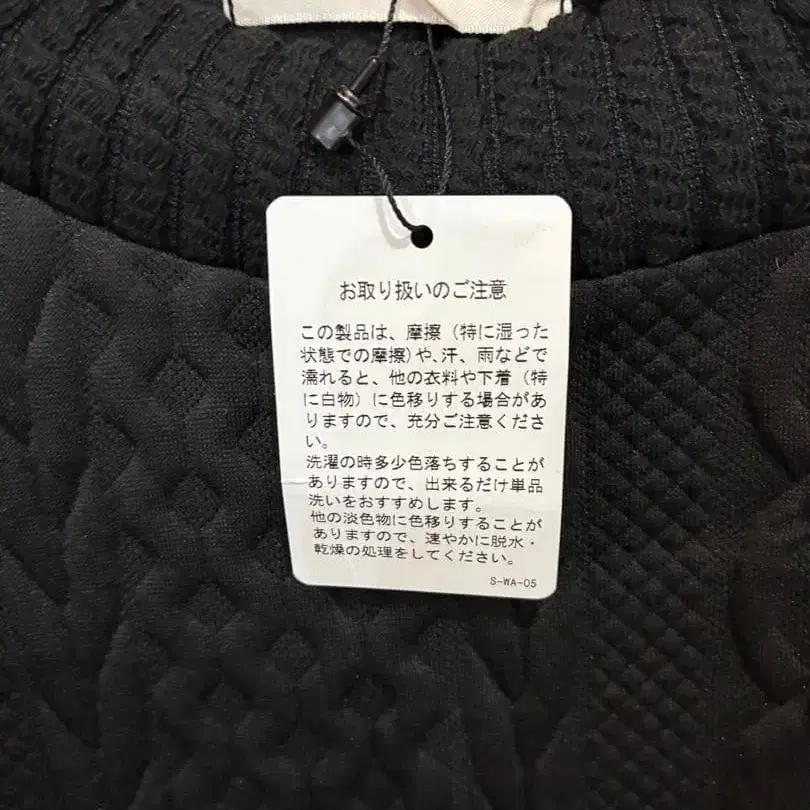 お取り扱いのご注意
この製品は、摩擦（特に湿った
状態での摩擦）や、汗、雨などで
濡れると、他の衣料や下着（特
に白物）に色移りする場合があ
りますので、充分ご注意くださ
い。
洗濯の時多少色落ちすることが
ありますので、出来るだけ単品
洗いをおすすめします。
他の淡色物に色移りすることが
ありますので、速やかに脱水・
乾燥の処理をしてください。
S-WA-05